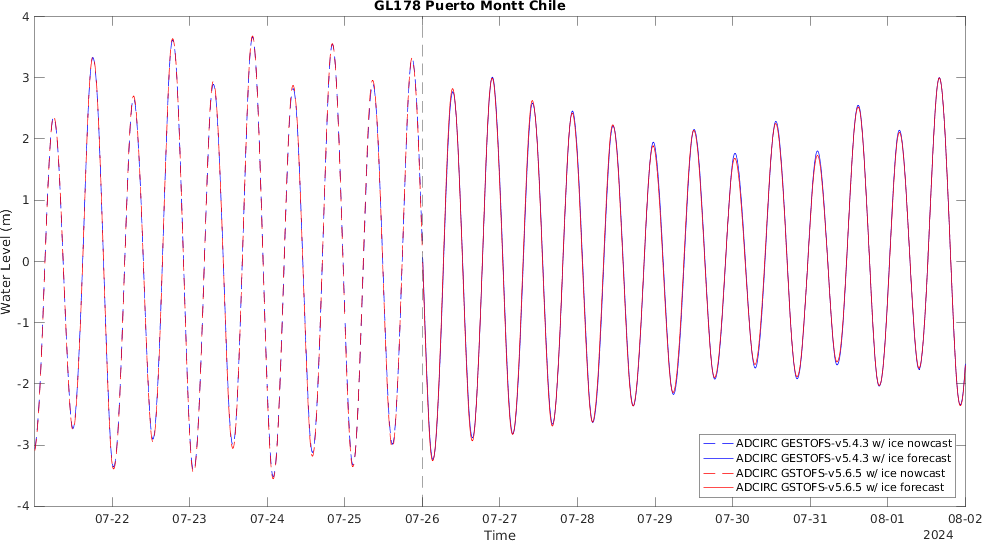 GL178 Puerto Montt Chile
4
3
2
1
0
-1
-2
-3
-4
Water Level (m)
ADCIRC GESTOFS-v5.4.3 w/ ice nowcast
ADCIRC GESTOFS-v5.4.3 w/ ice forecast
ADCIRC GSTOFS-v5.6.5 w/ ice nowcast
ADCIRC GSTOFS-v5.6.5 w/ ice forecast
07-22 07-23 07-24 07-25 07-26 07-27 07-28 07-29 07-30 07-31 08-01 08-02
Time
2024